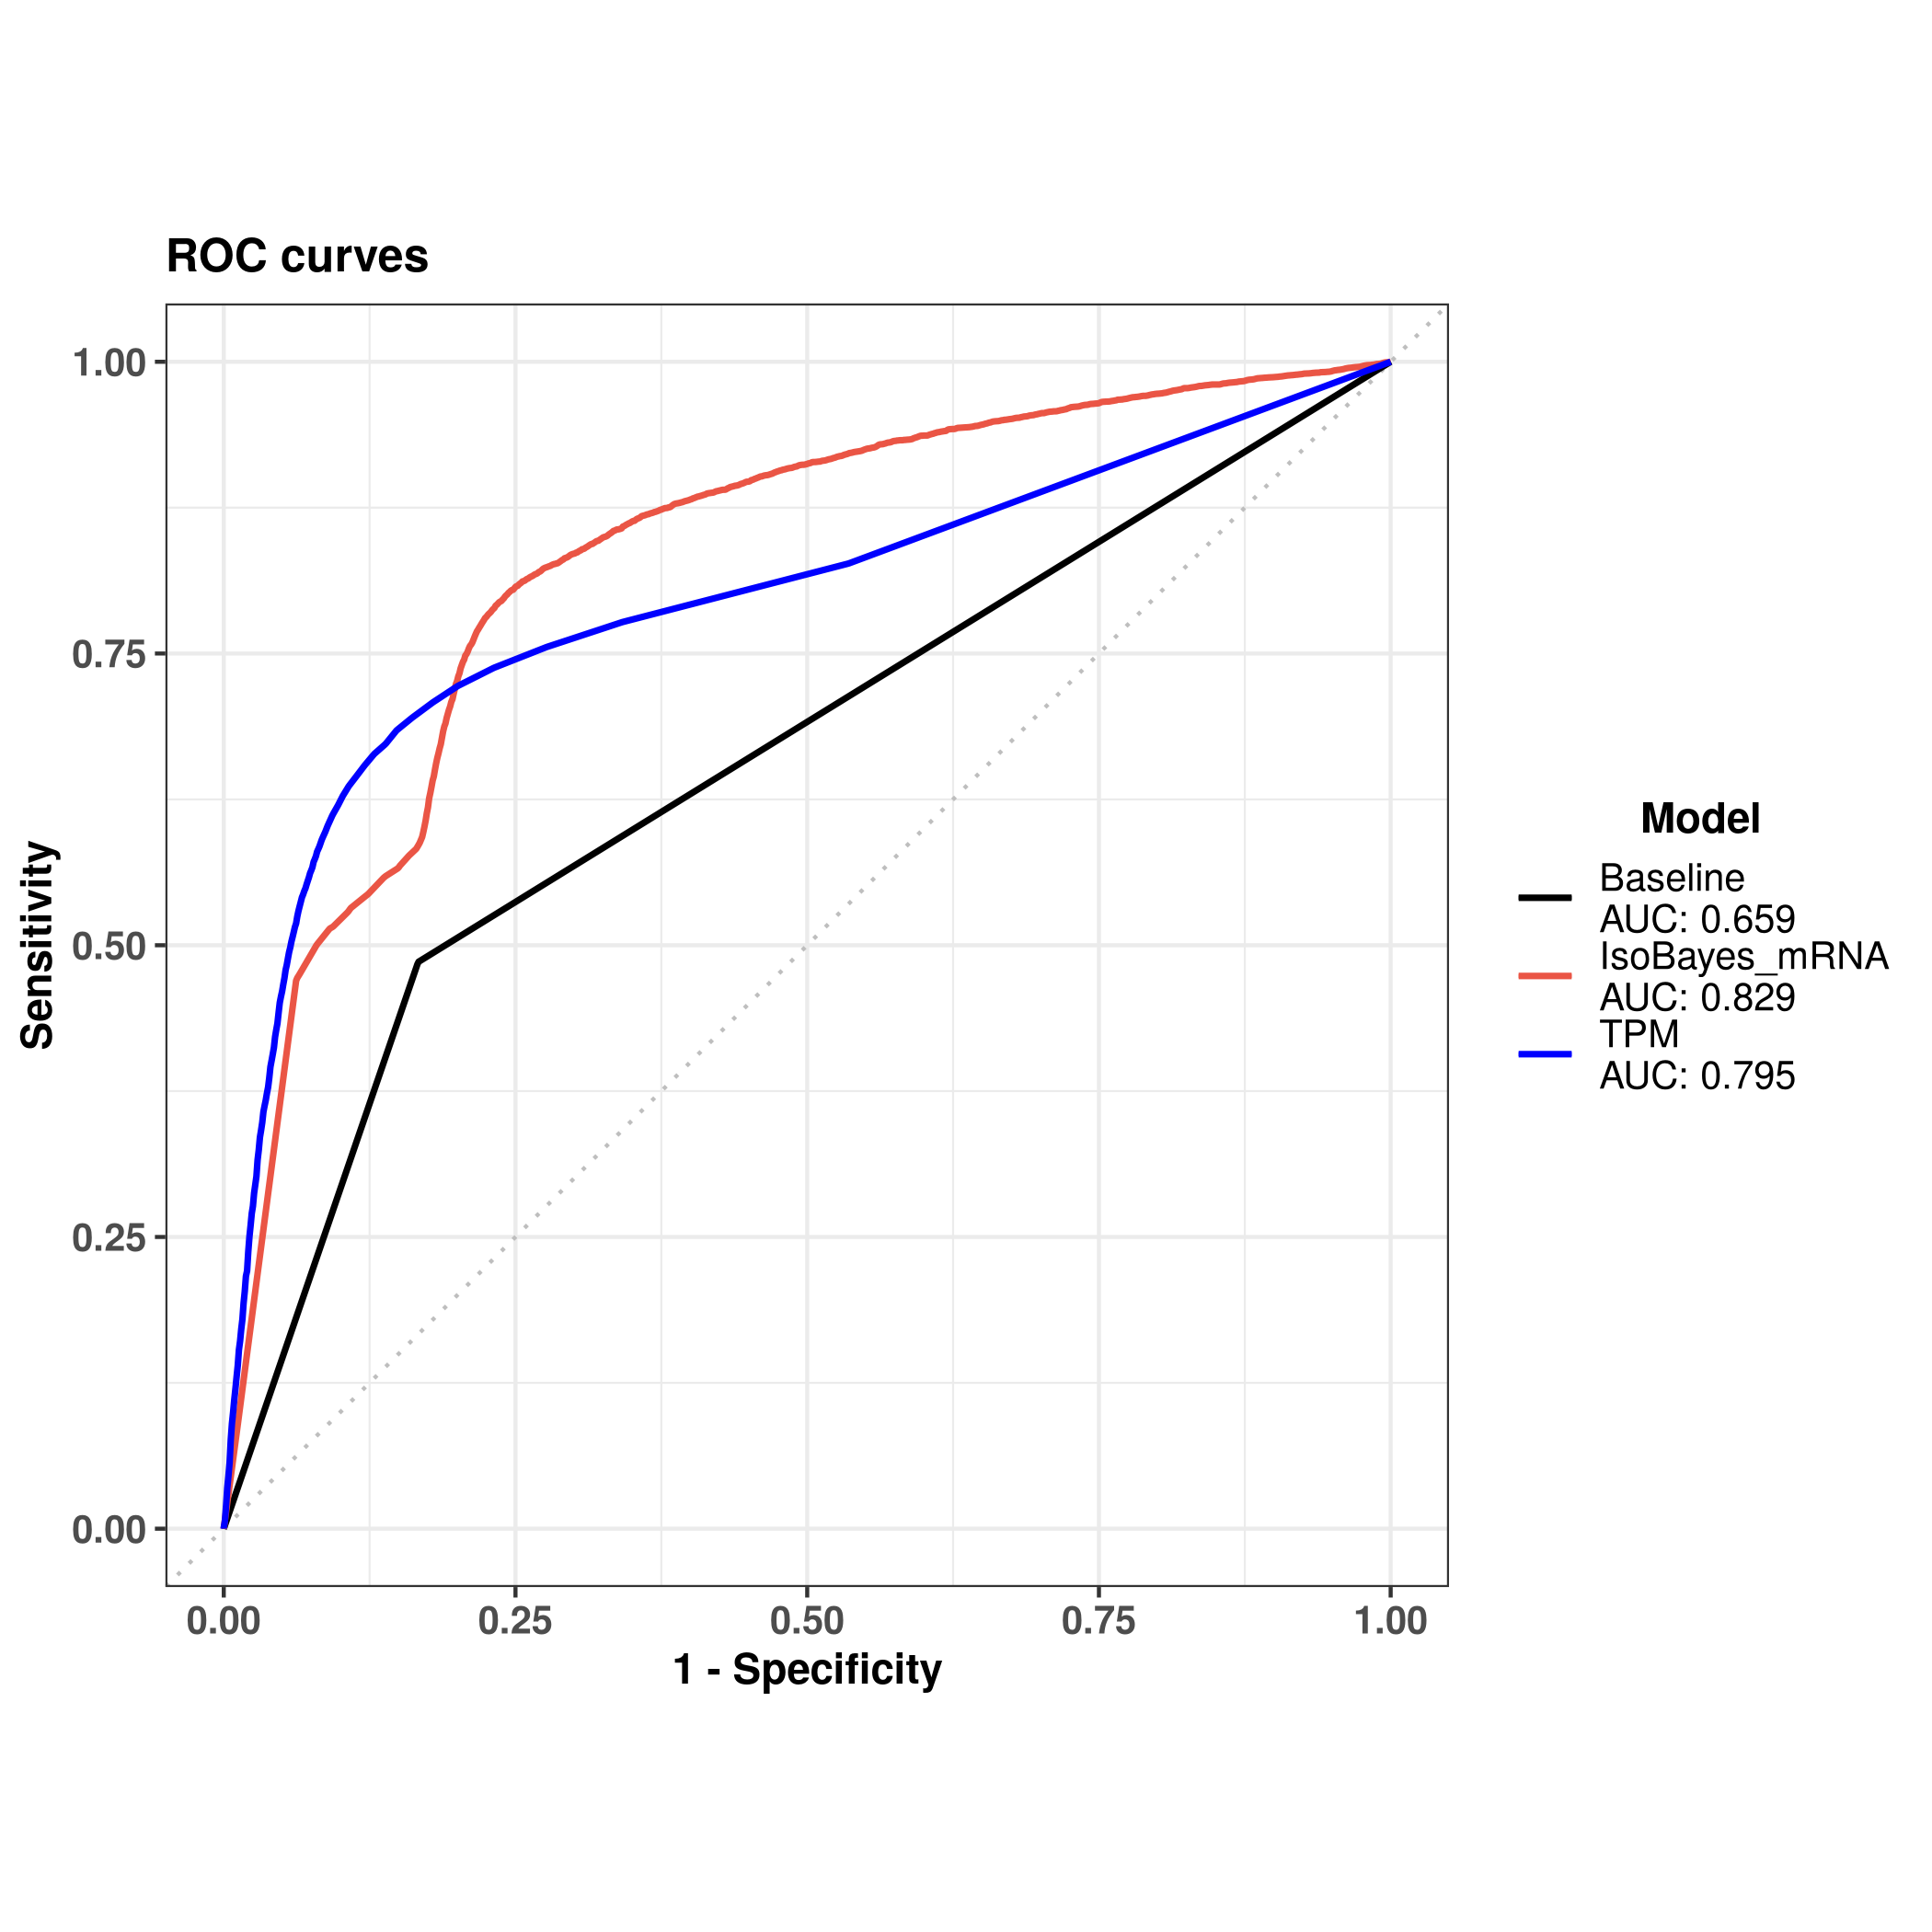 ROC curves
1.00
0.75
0.50
0.25
0.00
Sensitivity
0.00 0.25 0.50 0.75 1.00
1 - Specificity
Model
Baseline
AUC: 0.659
IsoBayes_mRNA
AUC: 0.829
TPM
AUC: 0.795